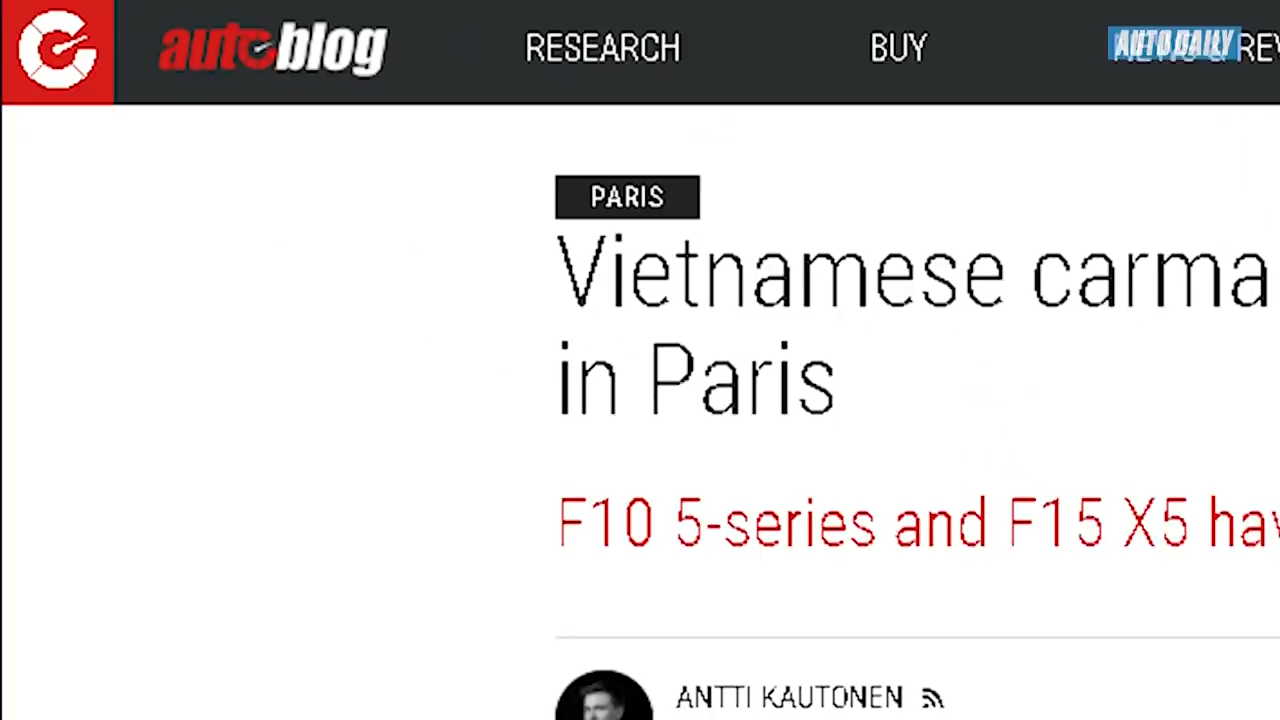 autoblog
RESEARCH
BUY
AUTO DAILY
PARIS
Vietnamese carma
in Paris
F10 5-series and F15 X5 hav
ANTTI KAUTONEN